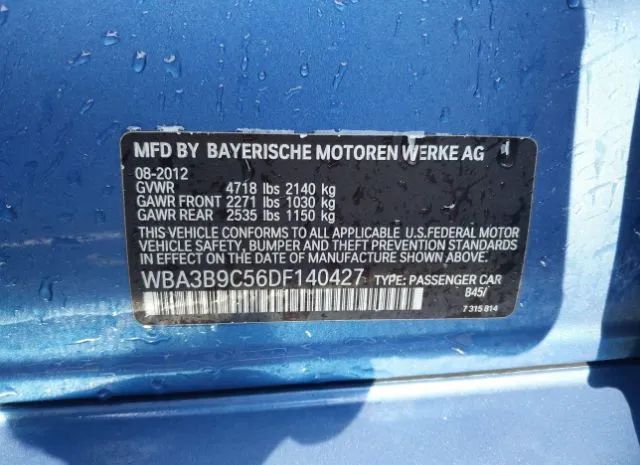 MFD BY BAYERISCHE MOTOREN WERKE AG
08-2012
GVWR 4718 lbs 2140 kg
GAWR FRONT 2271 lbs 1030 kg
GAWR REAR 2535 lbs 1150 kg
THIS VEHICLE CONFORMS TO ALL APPLICABLE U.S.FEDERAL MOTOR
VEHICLE SAFETY, BUMPER AND THEFT PREVENTION STANDARDS
IN EFFECT ON THE DATE OF MANUFACTURE SHOWN ABOVE.
WBA3B9C56DF140427 TYPE: PASSENGER CAR
845/
7 315 814